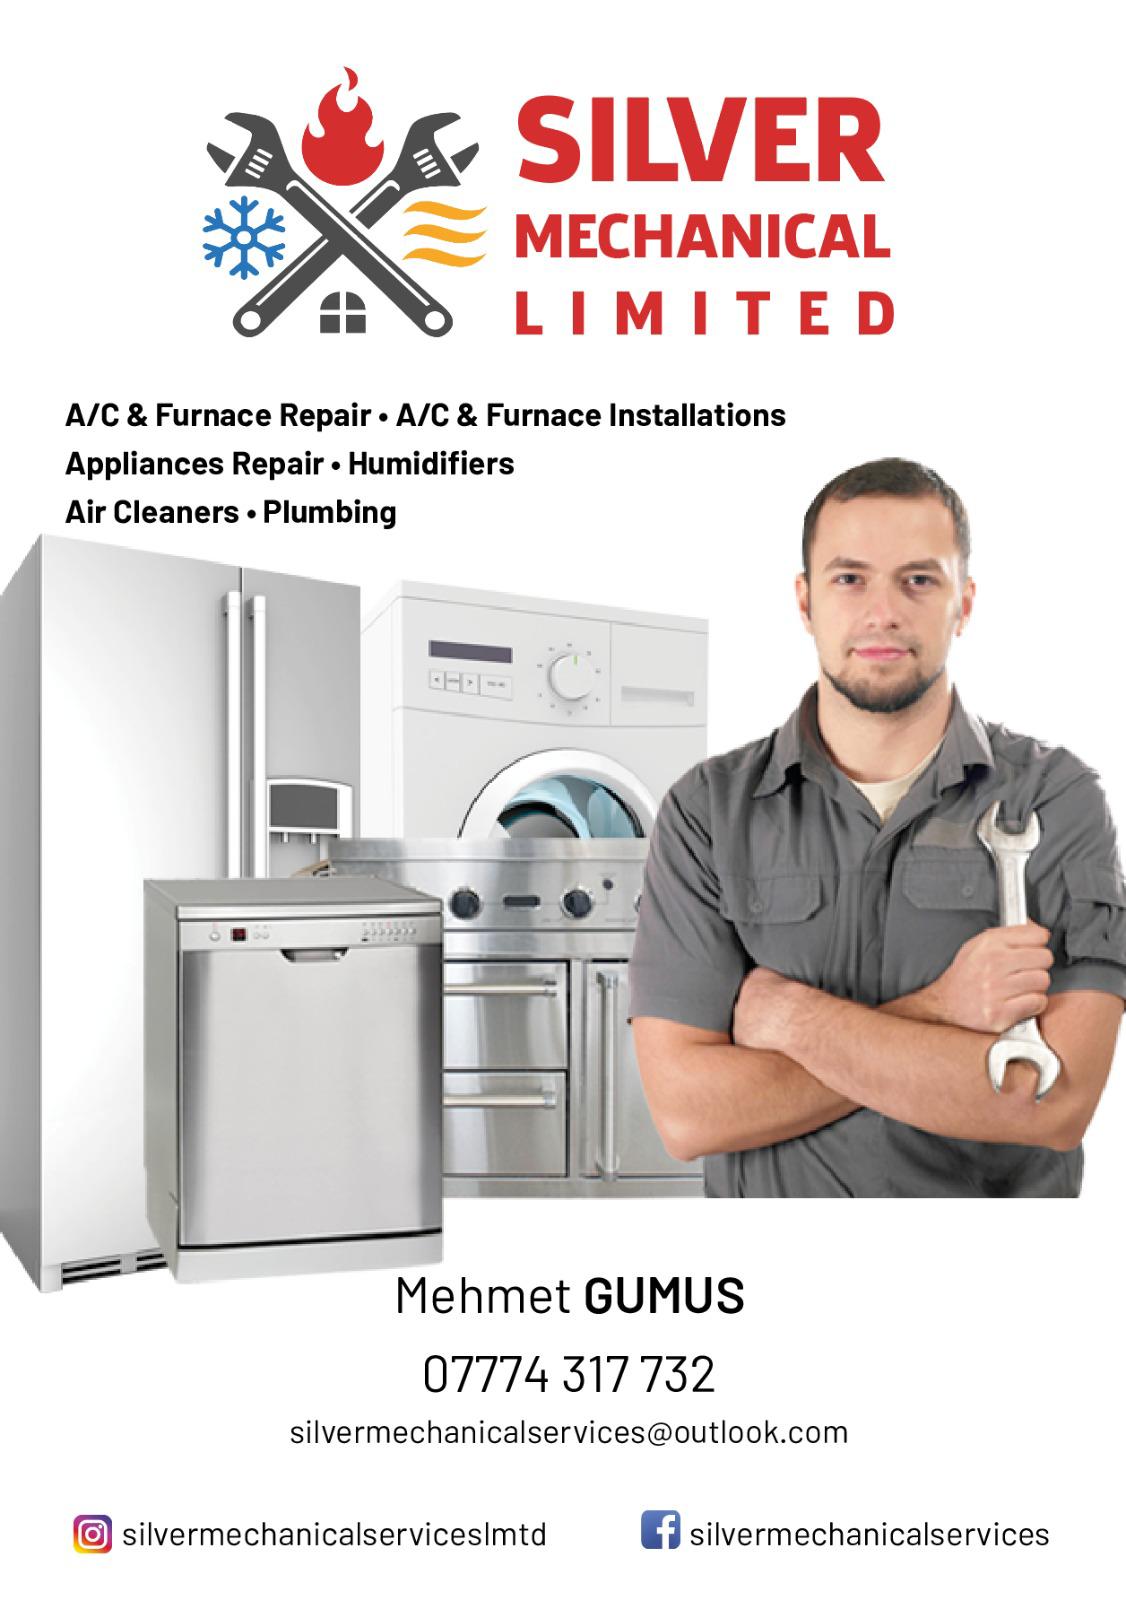 SILVER
MECHANICAL
LIMITED
A/C & Furnace Repair • A/C & Furnace Installations
Appliances Repair • Humidifiers
Air Cleaners • Plumbing
Mehmet GUMUS
07774 317 732
silvermechanicalservices@outlook.com
silvermechanicalserviceslmtd
silvermechanicalservices